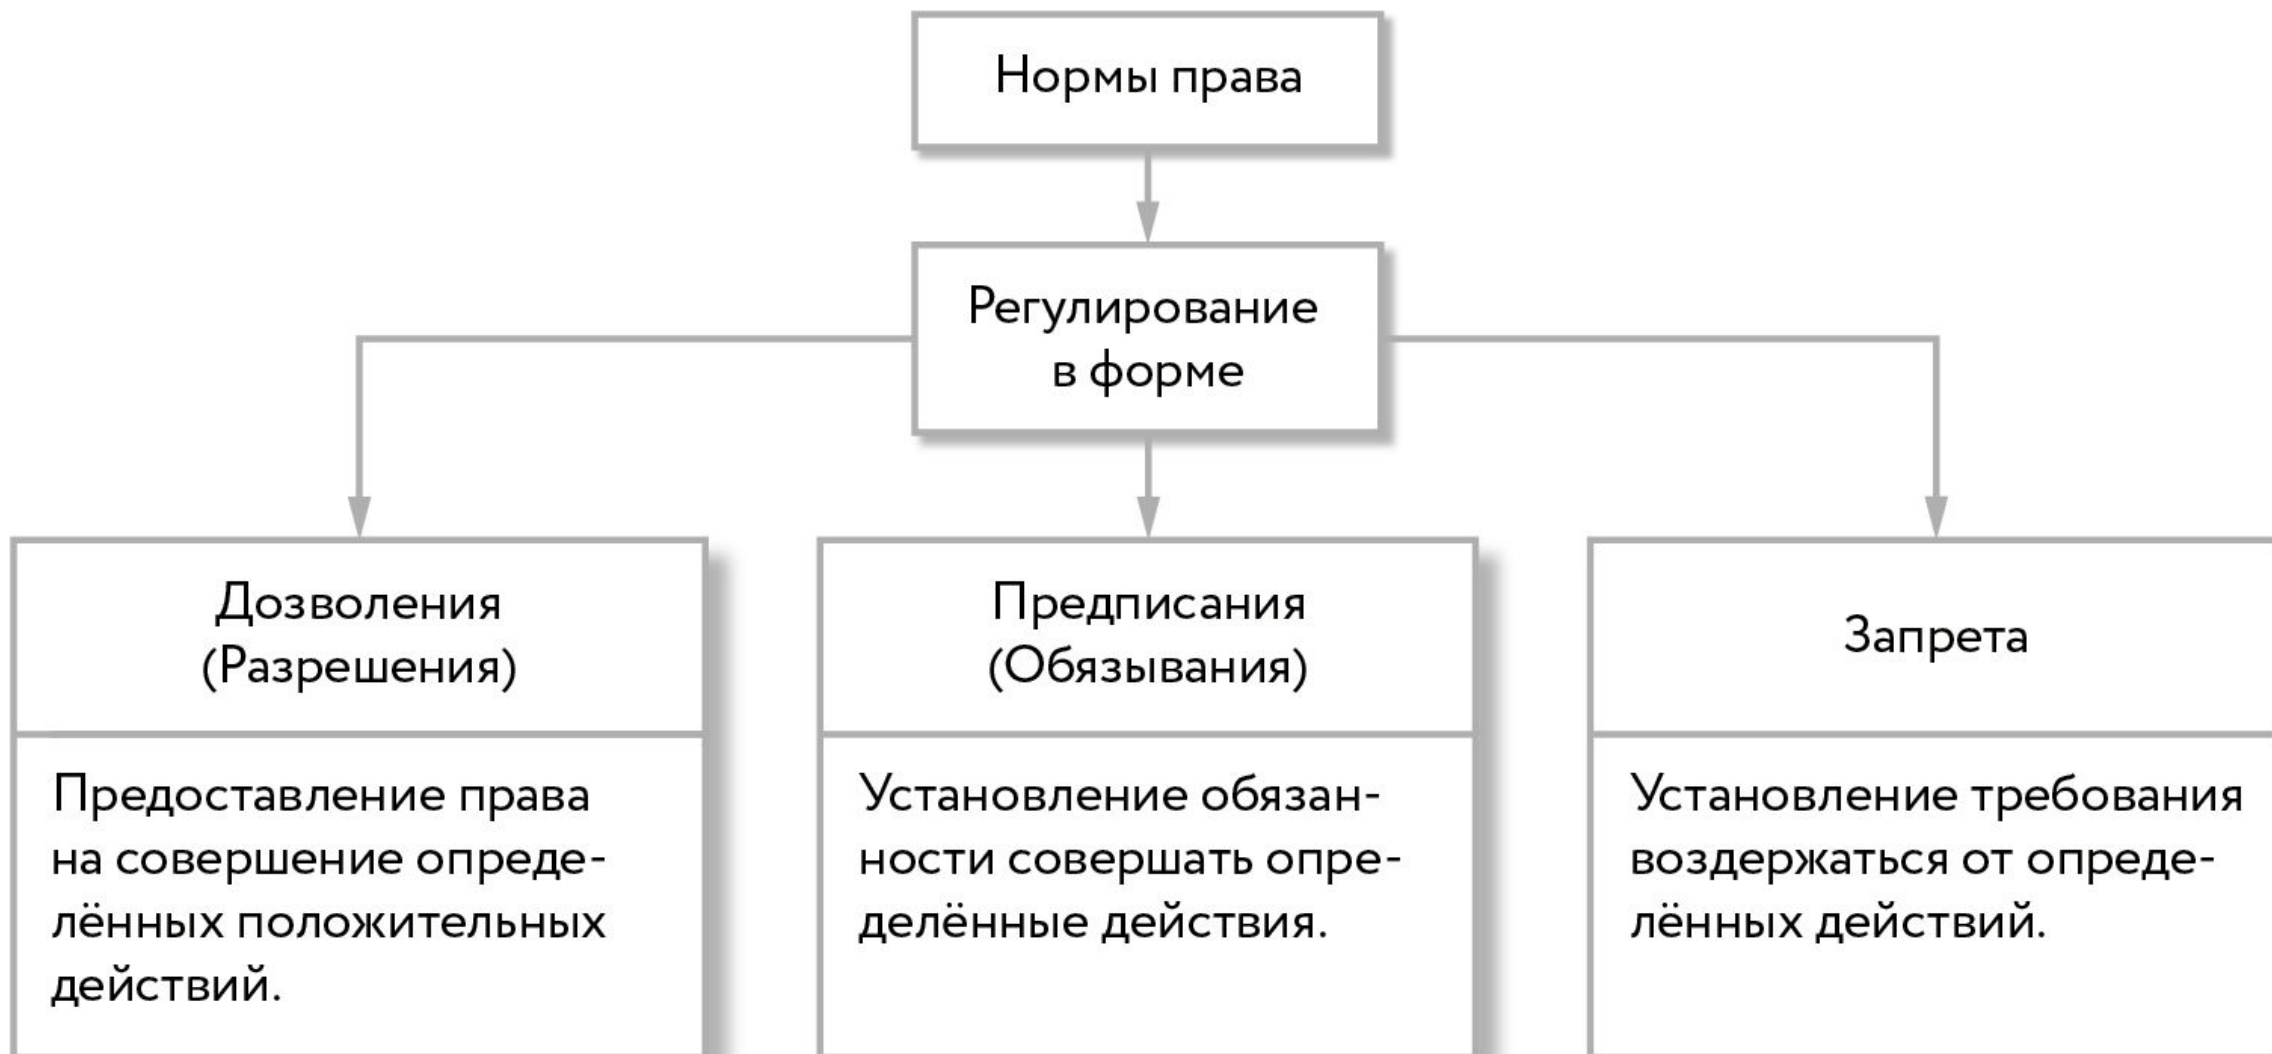 Нормы права
Регулирование
в форме
Дозволения
(Разрешения)
Предоставление права
на совершение опреде-
лённых положительных
действий.
Предписания
(Обязывания)
Установление обязан-
ности совершать опре-
делённые действия.
Запрета
Установление требования
воздержаться от опреде-
лённых действий.